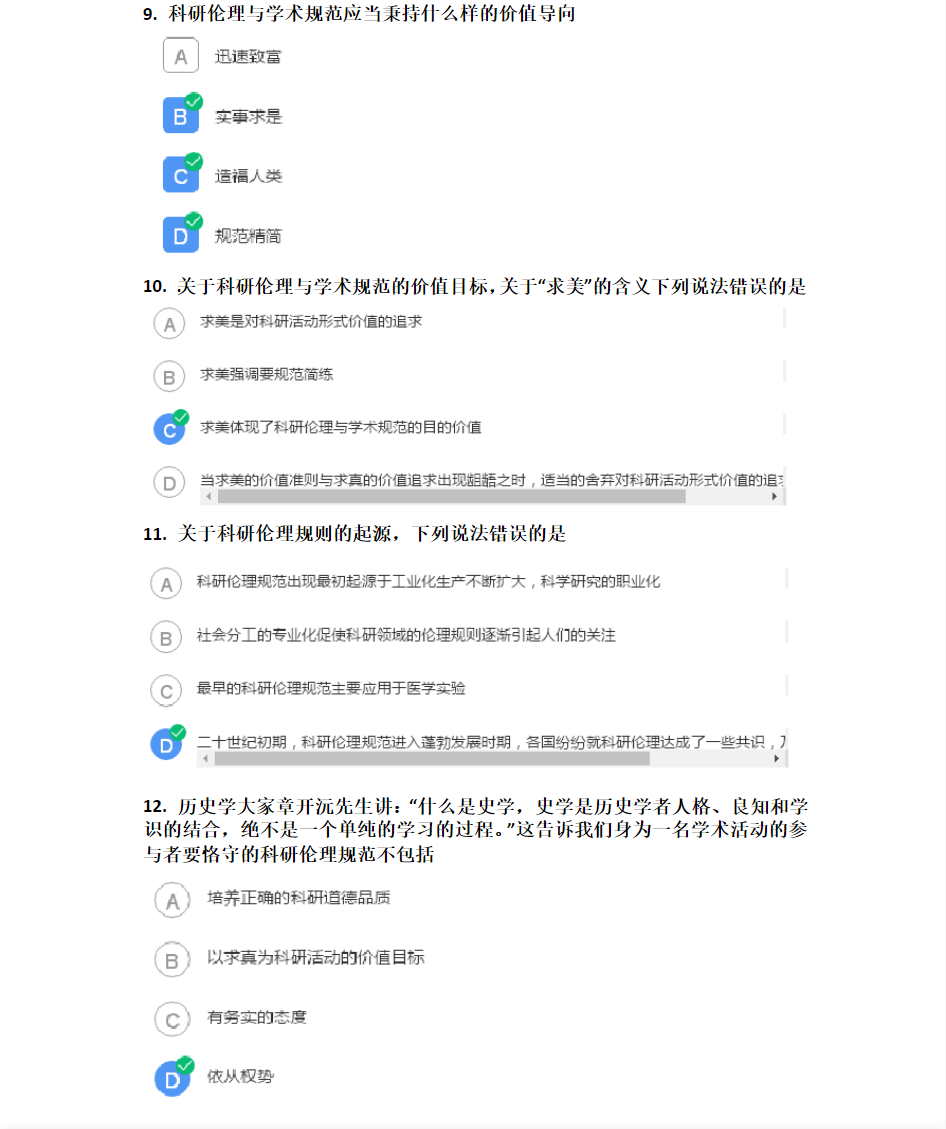 9. 科研伦理与学术规范应当秉持什么样的价值导向
A 迅速致富
B 实事求是
C 造福人类
D 规范精简
10. 关于科研伦理与学术规范的价值目标,关于“求美”的含义下列说法错误的是
A 求美是对科研活动形式价值的追求
B 求美强调要规范简练
C 求美体现了科研伦理与学术规范的目的价值
D 当求美的价值准则与求真的价值追求出现龃龉之时，适当的舍弃对科研活动形式价值的追
11. 关于科研伦理规则的起源，下列说法错误的是
A 科研伦理规范出现最初起源于工业化生产不断扩大，科学研究的职业化
B 社会分工的专业化促使科研领域的伦理规则逐渐引起人们的关注
C 最早的科研伦理规范主要应用于医学实验
D 二十世纪初期，科研伦理规范进入蓬勃发展时期，各国纷纷就科研伦理达成了一些共识，
12. 历史学大家章开沅先生讲：“什么是史学，史学是历史学者人格、良知和学
识的结合，绝不是一个单纯的学习的过程。”这告诉我们身为一名学术活动的参
与者要恪守的科研伦理规范不包括
A 培养正确的科研道德品质
B 以求真为科研活动的价值目标
C 有务实的态度
D 依从权势